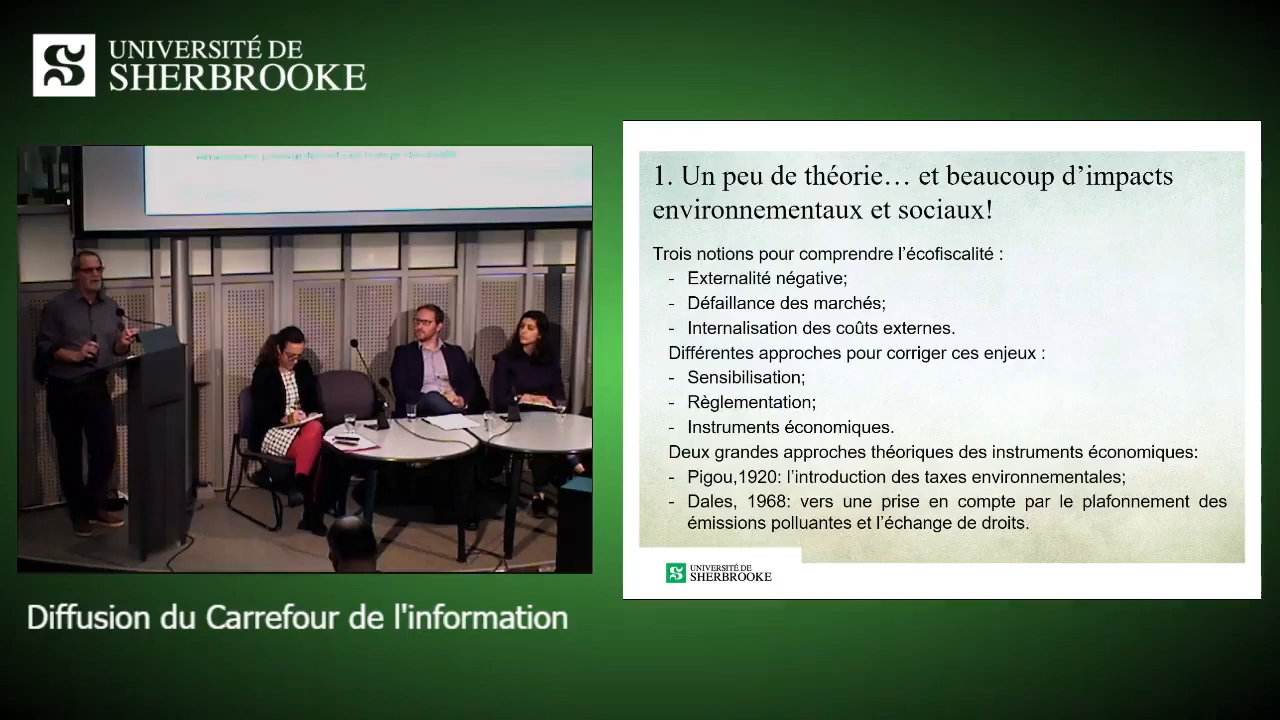 UNIVERSITÉ DE
SHERBROOKE
1. Un peu de théorie… et beaucoup d’impacts
environnementaux et sociaux!
Trois notions pour comprendre l’écofiscalité :
- Externalité négative;
- Défaillance des marchés;
- Internalisation des coûts externes.
Différentes approches pour corriger ces enjeux :
- Sensibilisation;
- Règlementation;
- Instruments économiques.
Deux grandes approches théoriques des instruments économiques:
- Pigou,1920: l’introduction des taxes environnementales;
- Dales, 1968: vers une prise en compte par le plafonnement des
émissions polluantes et l’échange de droits.
UNIVERSITÉ DE
SHERBROOKE
Diffusion du Carrefour de l'information